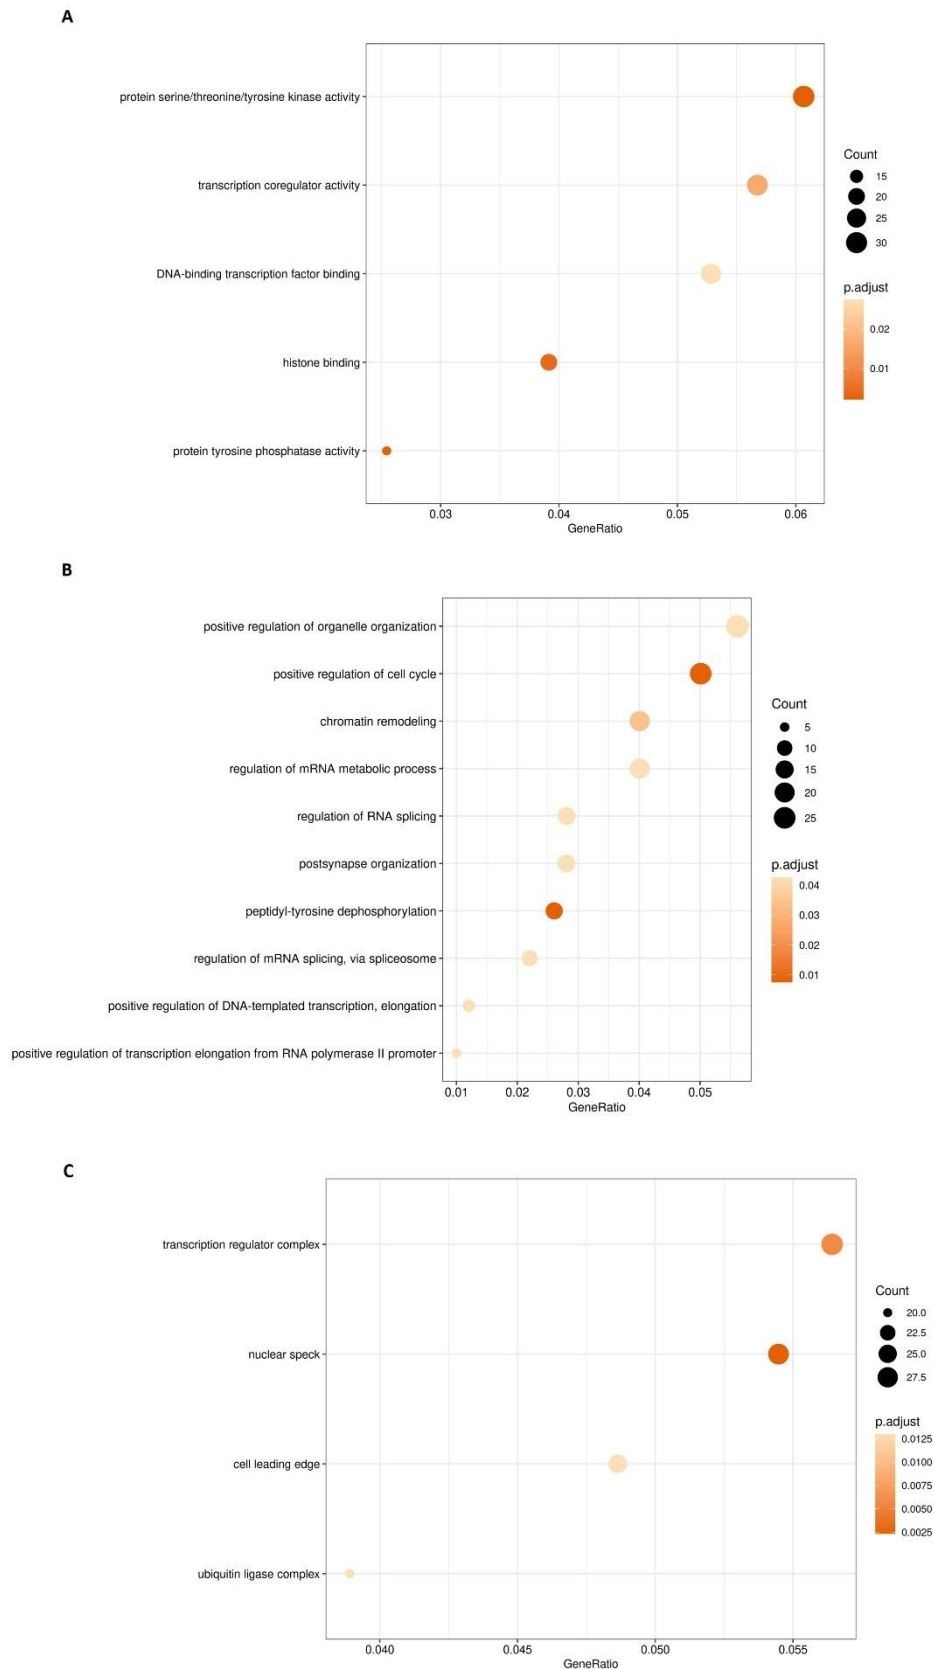 A
protein serine/threonine/tyrosine kinase activity
transcription coregulator activity
DNA-binding transcription factor binding
histone binding
protein tyrosine phosphatase activity
0.03 0.04 0.05 0.06
GeneRatio
Count
15
20
25
30
p.adjust
0.02
0.01
B
positive regulation of organelle organization
positive regulation of cell cycle
chromatin remodeling
regulation of mRNA metabolic process
regulation of RNA splicing
postsynapse organization
peptidyl-tyrosine dephosphorylation
regulation of mRNA splicing, via spliceosome
positive regulation of DNA-templated transcription, elongation
positive regulation of transcription elongation from RNA polymerase II promoter
0.01 0.02 0.03 0.04 0.05
GeneRatio
Count
5
10
15
20
25
p.adjust
0.04
0.03
0.02
0.01
C
transcription regulator complex
nuclear speck
cell leading edge
ubiquitin ligase complex
0.040 0.045 0.050 0.055
GeneRatio
Count
20.0
22.5
25.0
27.5
p.adjust
0.0125
0.0100
0.0075
0.0050
0.0025